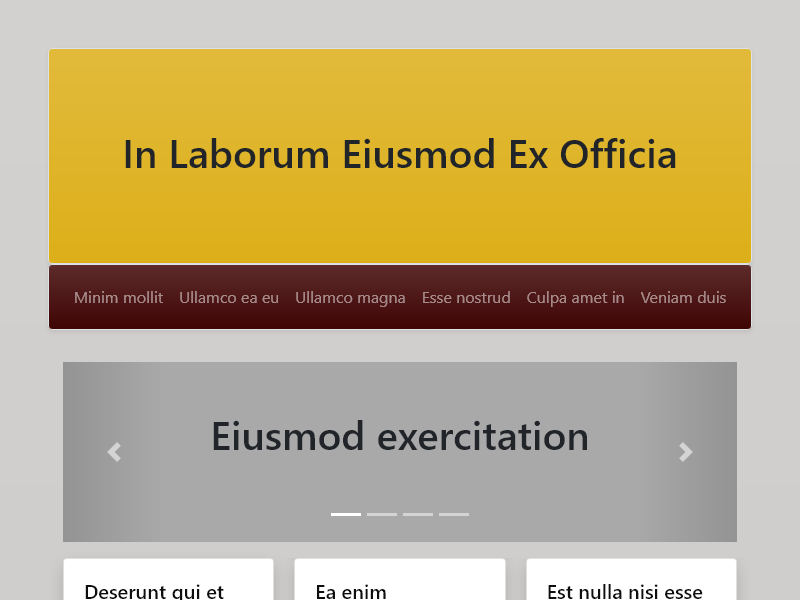 In Laborum Eiusmod Ex Officia
Minim mollit Ullamco ea eu Ullamco magna Esse nostrud Culpa amet in Veniam duis
Eiusmod exercitation
Deserunt qui et Ea enim Est nulla nisi esse